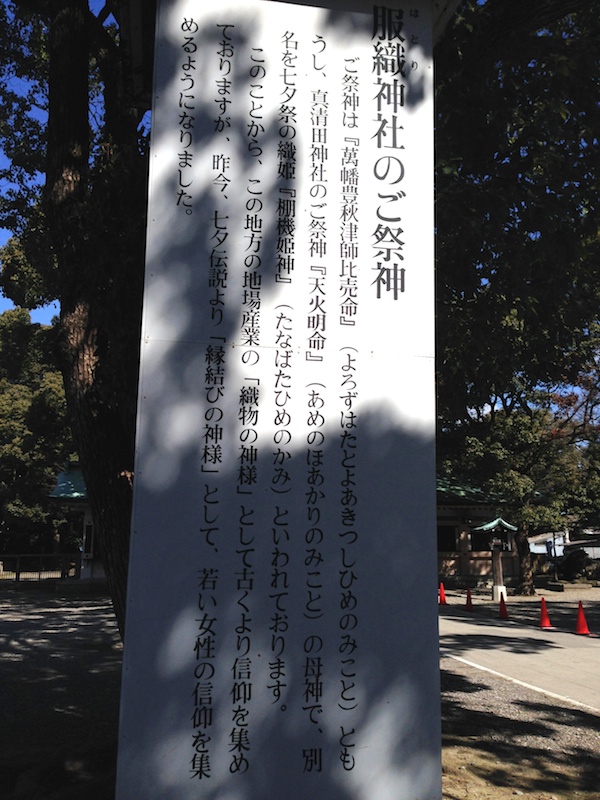 はとり
服織神社のご祭神
ご祭神は『萬幡豊秋津師比売命』（よろずはたとよあきつしひめのみこと）とも
うし、真清田神社のご祭神『天火明命』（あめのほあかりのみこと）の母神で、別
名を七夕祭の織姫『棚機姫神』（たなばたひめのかみ）といわれております。
このことから、この地方の地場産業の「織物の神様」として古くより信仰を集め
ておりますが、昨今、七夕伝説より「縁結びの神様」として、若い女性の信仰を集
めるようになりました。